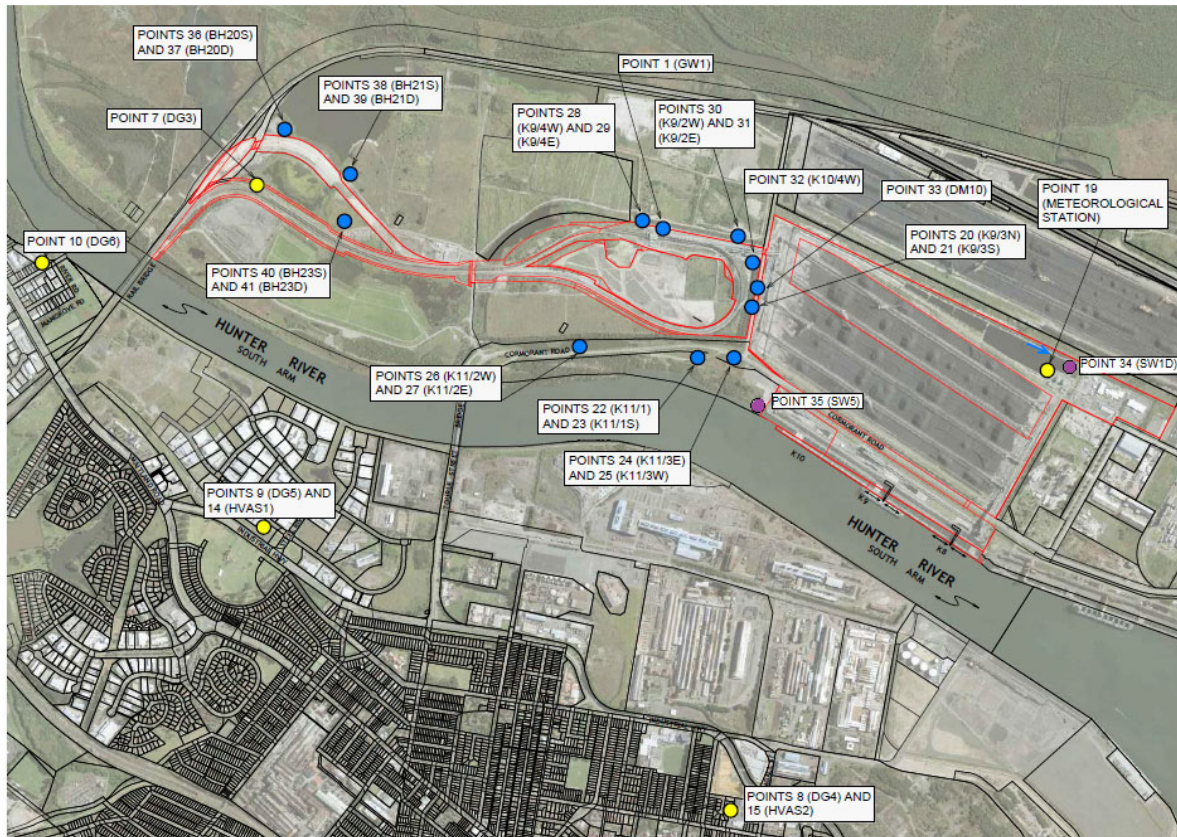 POINTS 36 (BH20S)
AND 37 (BH20D)
POINT 1 (GW1)
POINTS 38 (BH21S)
AND 39 (BH21D)
POINT 7 (DG3)
POINTS 28
(K9/4W) AND 29
(K9/4E)
POINTS 30
(K9/2W) AND 31
(K9/2E)
POINT 32 (K10/4W)
POINT 33 (DM10)
POINT 19
(METEOROLOGICAL
STATION)
POINTS 20 (K9/3N)
AND 21 (K9/3S)
POINT 10 (DG6)
POINTS 40 (BH23S)
AND 41 (BH23D)
RAIL BRIDGE
MANGROVE RD
HUNTER RIVER
SOUTH ARM
CORMORANT ROAD
POINTS 26 (K11/2W)
AND 27 (K11/2E)
POINT 34 (SW1D)
POINT 35 (SW5)
POINTS 22 (K11/1)
AND 23 (K11/1S)
CORMORANT ROAD
K10
POINTS 24 (K11/3E)
AND 25 (K11/3W)
K9
K8
HUNTER RIVER
SOUTH ARM
POINTS 9 (DG5) AND
14 (HVAS1)
POINTS 8 (DG4) AND
15 (HVAS2)